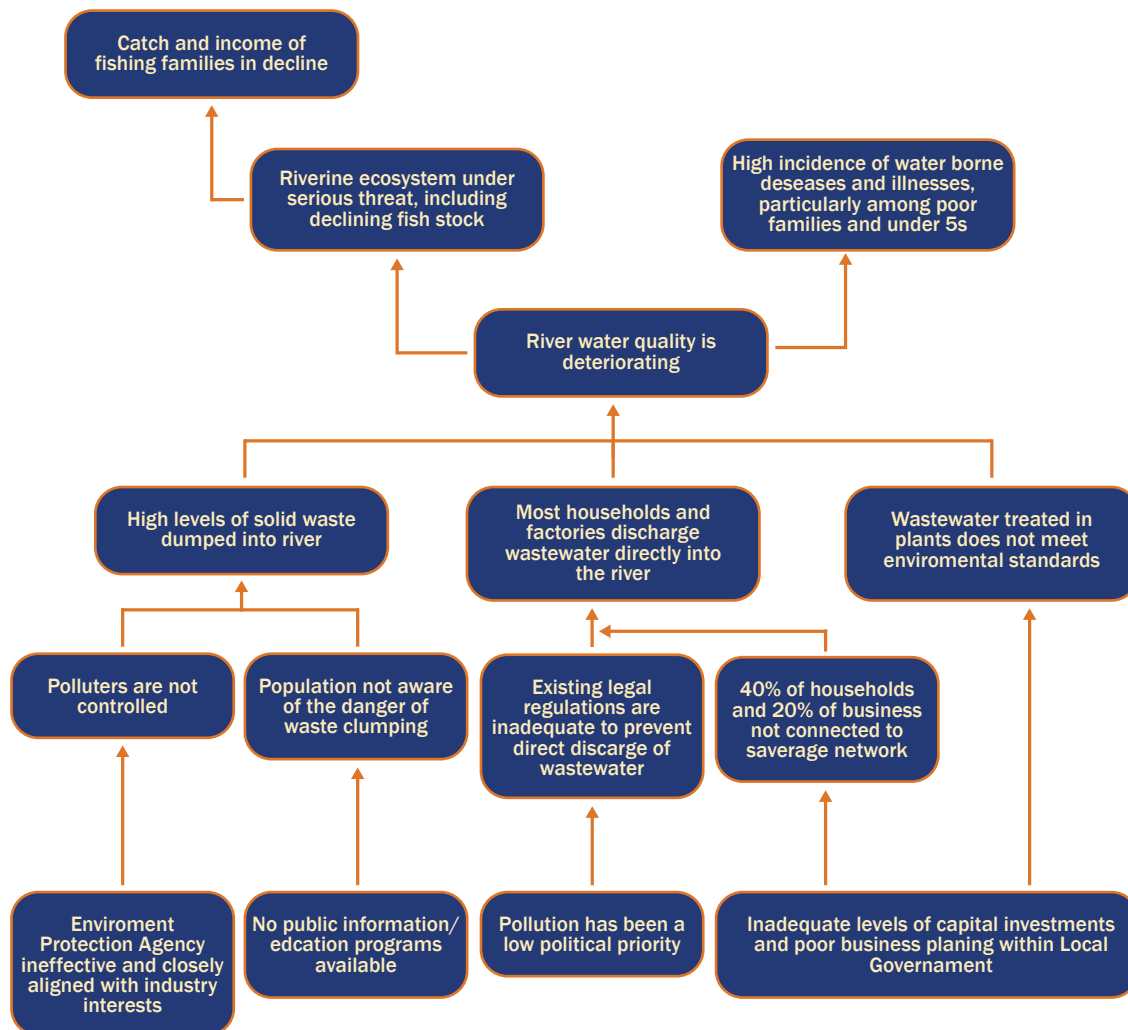 Catch and income of
fishing families in decline
Riverine ecosystem under
serious threat, including
declining fish stock
High incidence of water borne
deseases and illnesses,
particularly among poor
families and under 5s
River water quality is
deteriorating
High levels of solid waste
dumped into river
Most households and
factories discharge
wastewater directly into
the river
Wastewater treated in
plants does not meet
enviromental standards
Polluters are not
controlled
Population not aware
of the danger of
waste clumping
Existing legal
regulations are
inadequate to prevent
direct discarge of
wastewater
40% of households
and 20% of business
not connected to
saverage network
Enviroment
Protection Agency
ineffective and closely
aligned with industry
interests
No public information/
edcation programs
available
Pollution has been a
low political priority
Inadequate levels of capital investments
and poor business planing within Local
Governament